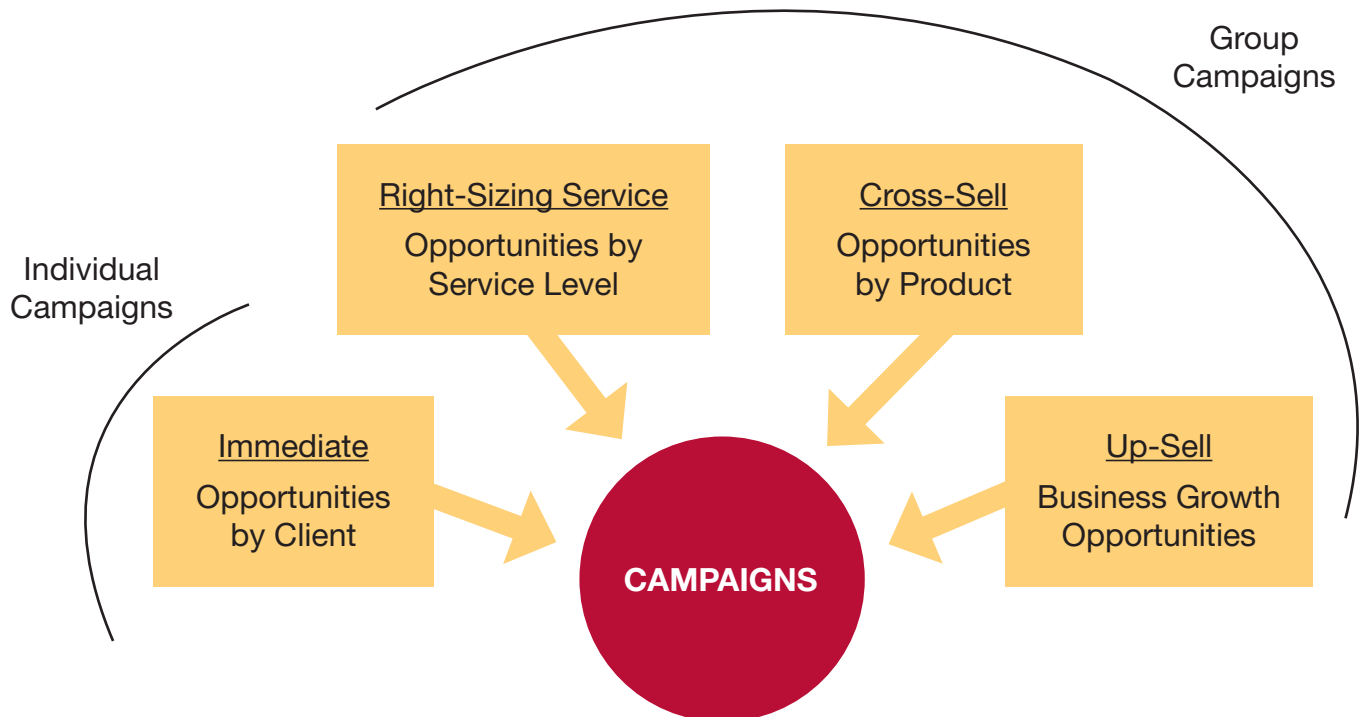 Group
Campaigns
Right-Sizing Service
Opportunities by
Service Level
Cross-Sell
Opportunities
by Product
Individual
Campaigns
Immediate
Opportunities
by Client
Up-Sell
Business Growth
Opportunities
CAMPAIGNS